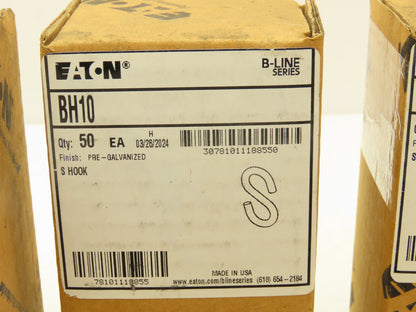 EATON
B-LINE
SERIES
BH10
Qty: 50 EA
H
03/26/2024
30781011188550
Finish: PRE-GALVANIZED
S HOOK
MADE IN USA
78101118855
www.eaton.com/blineseries (618) 654-2184